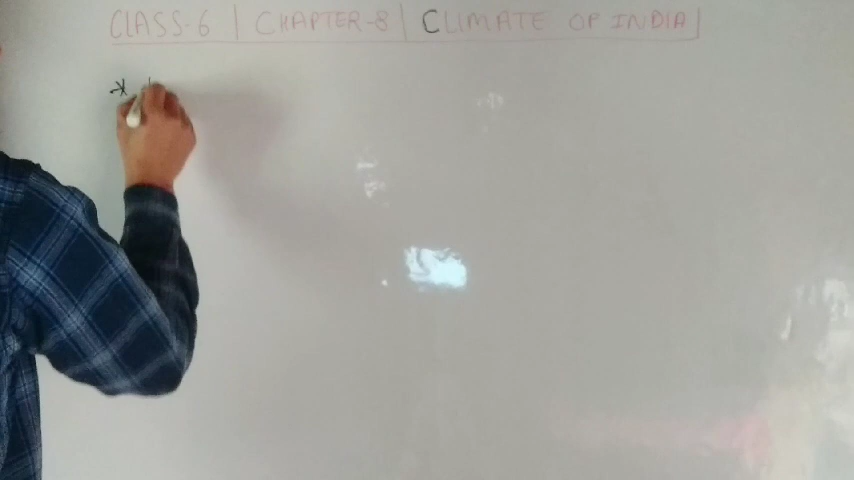 CLASS-6 | CHAPTER-8 | CLIMATE OF INDIA
*